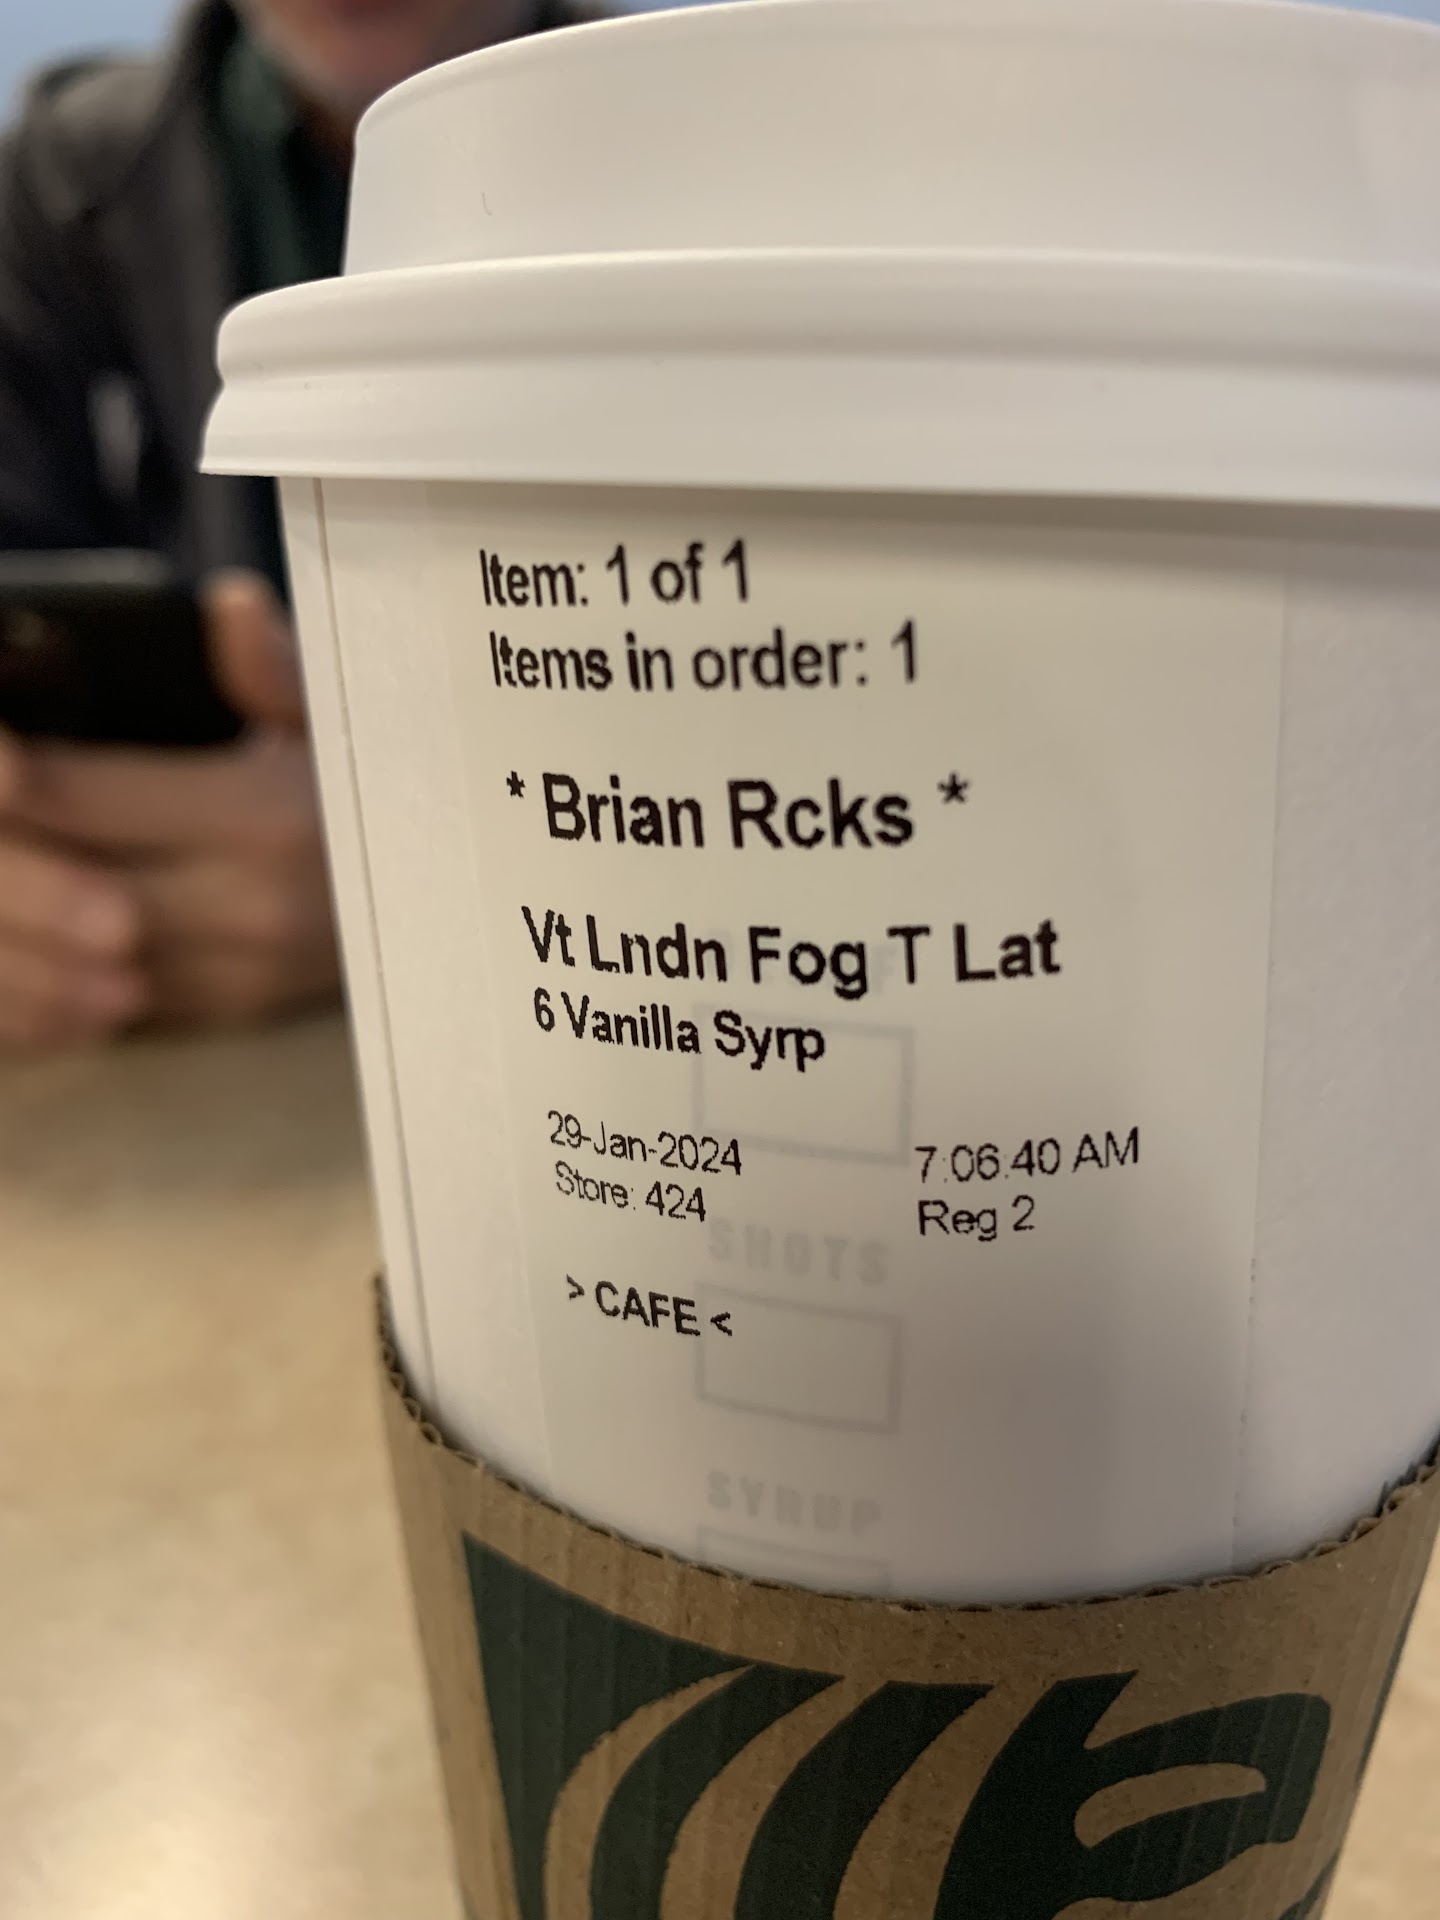 Item: 1 of 1
Items in order: 1
* Brian Rcks *
Vt Lndn Fog T Lat
6 Vanilla Syrp
29-Jan-2024 7:06:40 AM
Store: 424 Reg 2
> CAFE <
SHOTS
SYRUP